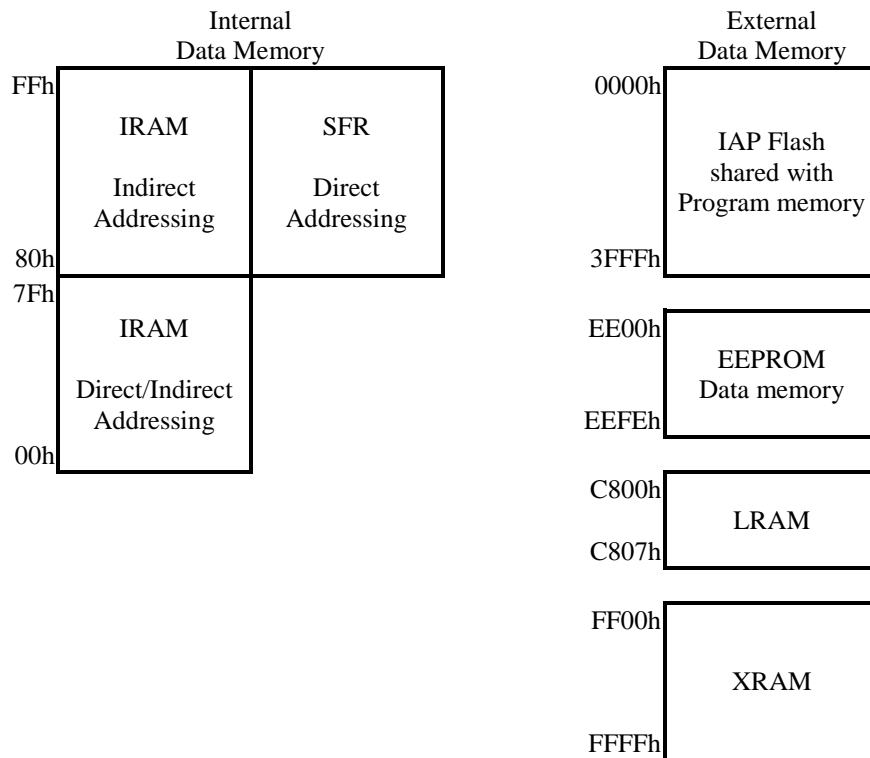 Internal
Data Memory
FFh
IRAM
Indirect
Addressing
80h
SFR
Direct
Addressing
7Fh
IRAM
Direct/Indirect
Addressing
00h
External
Data Memory
0000h
IAP Flash
shared with
Program memory
3FFFh
EE00h
EEPROM
Data memory
EEFEh
C800h
LRAM
C807h
FF00h
XRAM
FFFFh